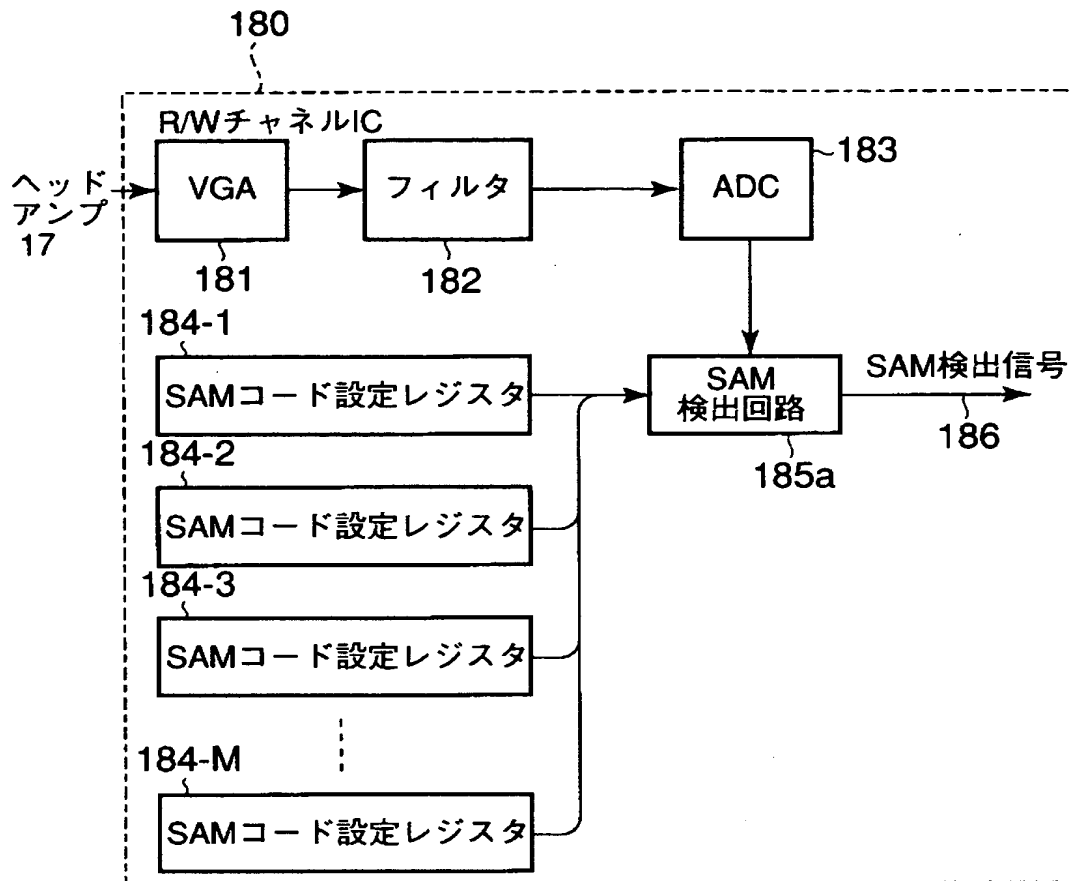 180
R/WチャネルIC
ヘッド
アンプ
17
VGA
181
フィルタ
182
ADC
183
184-1
SAMコード設定レジスタ
184-2
SAMコード設定レジスタ
184-3
SAMコード設定レジスタ
184-M
SAMコード設定レジスタ
SAM
検出回路
185a
SAM検出信号
186